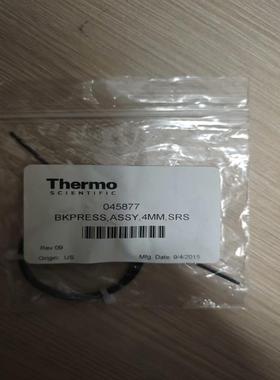 Thermo
SCIENTIFIC
045877
BKPRESS,ASSY,4MM,SRS
Rev 09
Origin: US
Mfg. Date: 9/4/2015